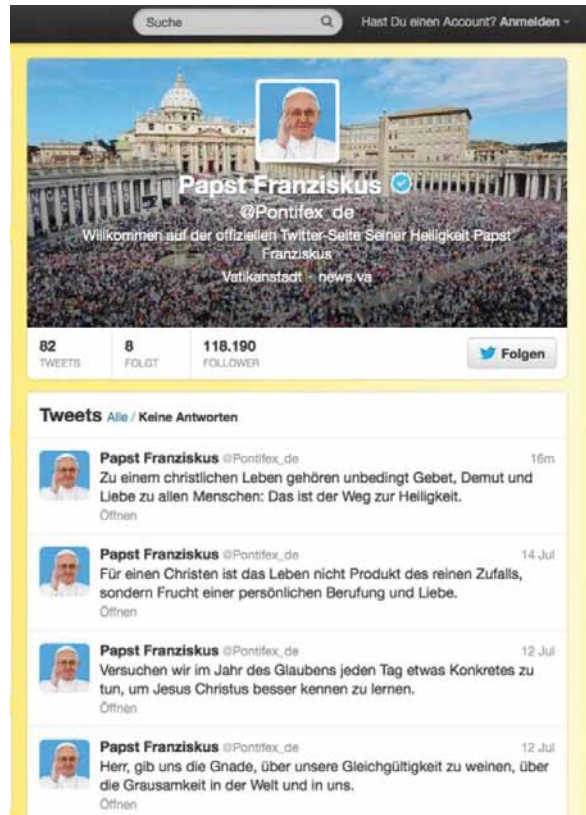 Suche
Hast Du einen Account? Anmelden
Papst Franziskus
@Pontifex_de
Willkommen auf der offiziellen Twitter-Seite Seiner Heiligkeit Papst
Franziskus
Vatikanstadt · news.va
82
TWEETS
8
FOLGT
118.190
FOLLOWER
Folgen
Tweets Alle / Keine Antworten
Papst Franziskus @Pontifex_de 16m
Zu einem christlichen Leben gehören unbedingt Gebet, Demut und
Liebe zu allen Menschen: Das ist der Weg zur Heiligkeit.
Öffnen
Papst Franziskus @Pontifex_de 14 Jul
Für einen Christen ist das Leben nicht Produkt des reinen Zufalls,
sondern Frucht einer persönlichen Berufung und Liebe.
Öffnen
Papst Franziskus @Pontifex_de 12 Jul
Versuchen wir im Jahr des Glaubens jeden Tag etwas Konkretes zu
tun, um Jesus Christus besser kennen zu lernen.
Öffnen
Papst Franziskus @Pontifex_de 12 Jul
Herr, gib uns die Gnade, über unsere Gleichgültigkeit zu weinen, über
die Grausamkeit in der Welt und in uns.
Öffnen